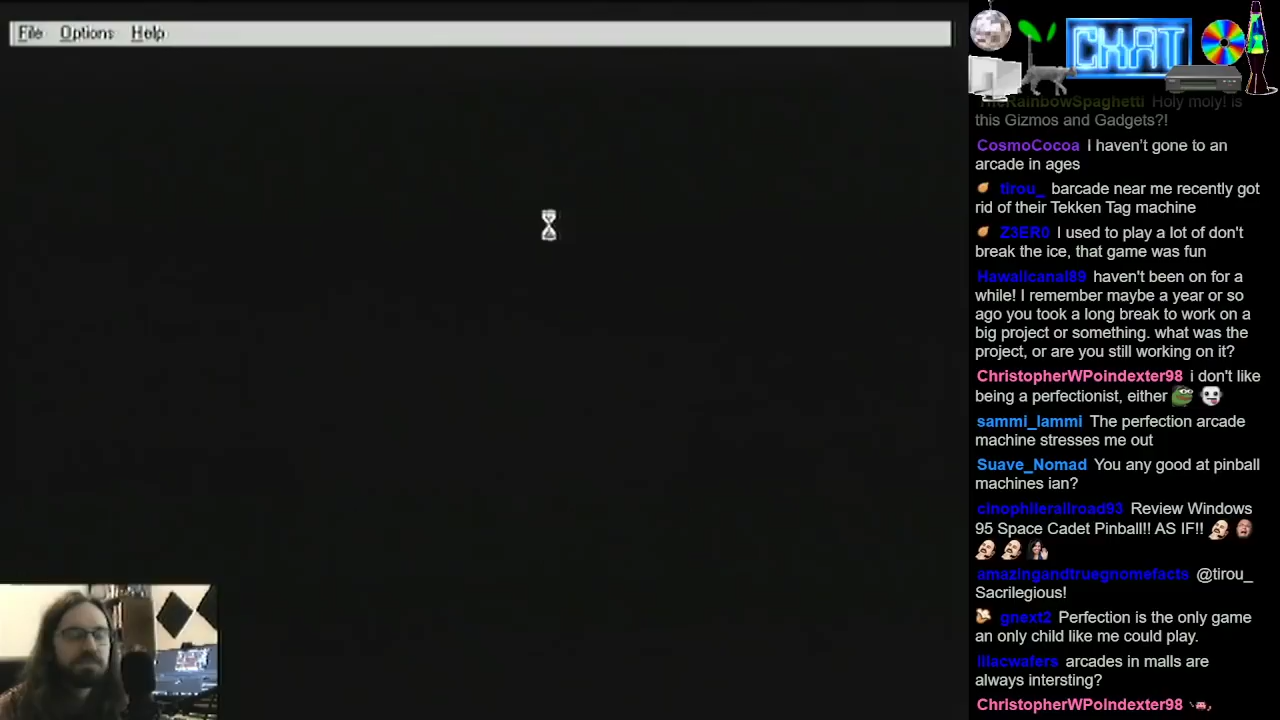 File Options Help
CHAT
TheRainbowSpaghetti Holy moly! is
this Gizmos and Gadgets?!
CosmoCocoa I haven't gone to an
arcade in ages
tirou_ barcade near me recently got
rid of their Tekken Tag machine
Z3ER0 I used to play a lot of don't
break the ice, that game was fun
Hawaiicanal89 haven't been on for a
while! I remember maybe a year or so
ago you took a long break to work on a
big project or something. what was the
project, or are you still working on it?
ChristopherWPoindexter98 i don't like
being a perfectionist, either
sammi_lammi The perfection arcade
machine stresses me out
Suave_Nomad You any good at pinball
machines ian?
cinophilerailroad93 Review Windows
95 Space Cadet Pinball!! AS IF!!
amazingandtruegnomefacts @tirou_
Sacrilegious!
gnext2 Perfection is the only game
an only child like me could play.
lilacwafers arcades in malls are
always intersting?
ChristopherWPoindexter98